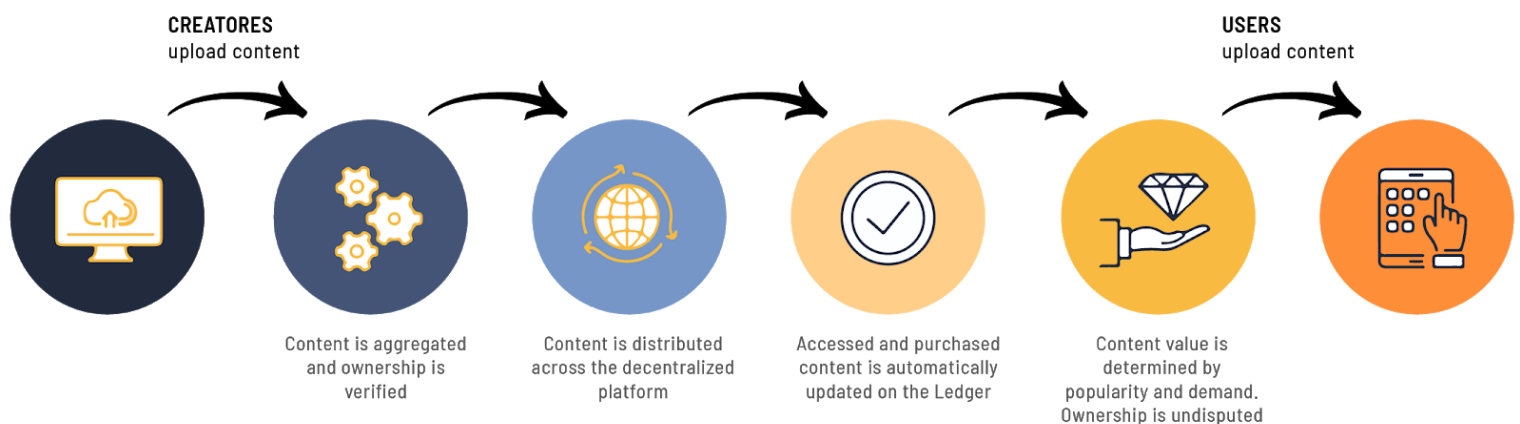 CREATORES
upload content
USERS
upload content
Content is aggregated
and ownership is
verified
Content is distributed
across the decentralized
platform
Accessed and purchased
content is automatically
updated on the Ledger
Content value is
determined by
popularity and demand.
Ownership is undisputed